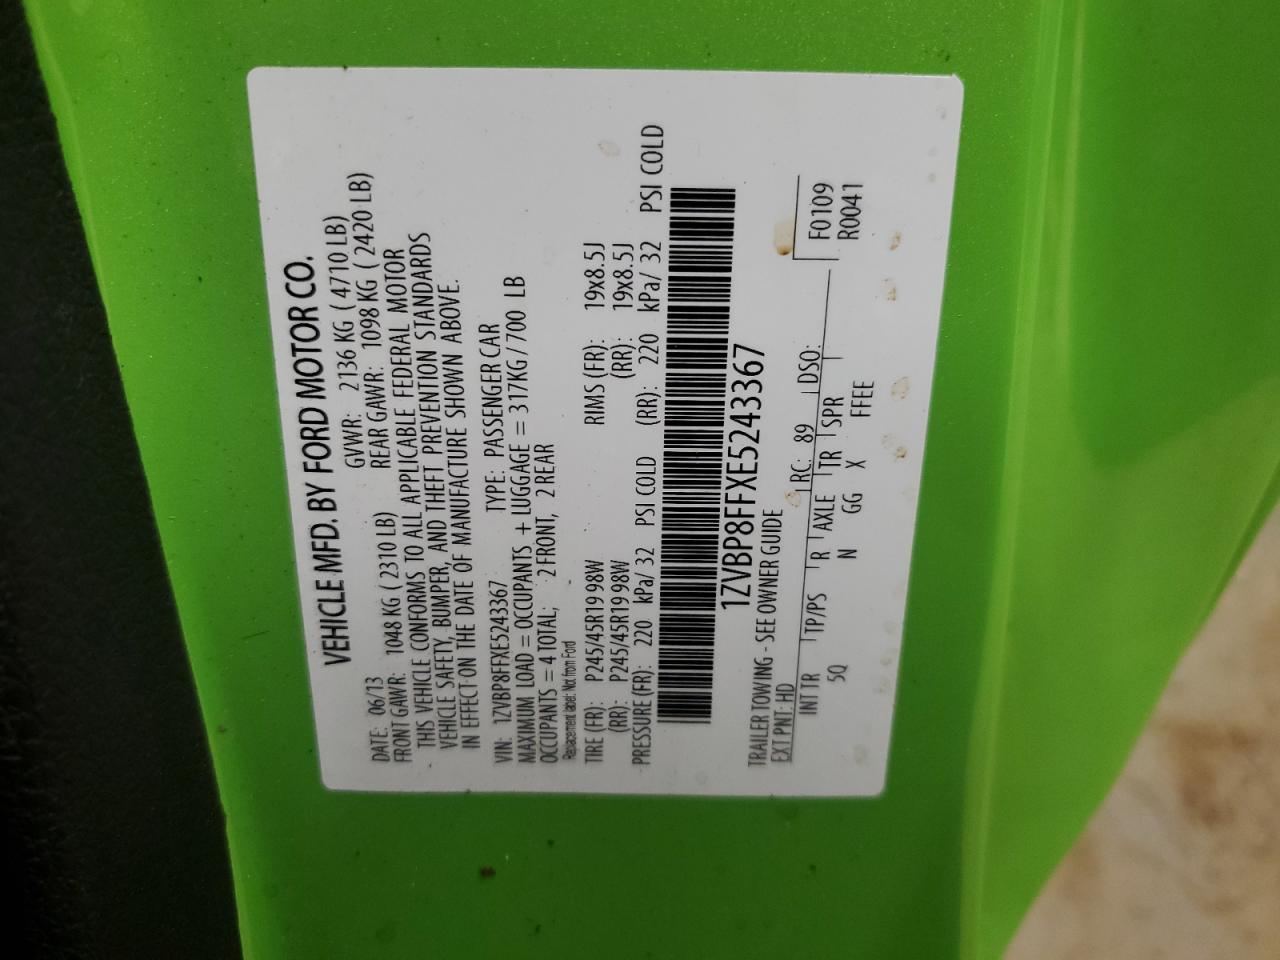 VEHICLE MFD. BY FORD MOTOR CO.
DATE: 06/13 GVWR: 2136 KG ( 4710 LB)
FRONT GAWR: 1048 KG ( 2310 LB) REAR GAWR: 1098 KG ( 2420 LB)
THIS VEHICLE CONFORMS TO ALL APPLICABLE FEDERAL MOTOR
VEHICLE SAFETY, BUMPER, AND THEFT PREVENTION STANDARDS
IN EFFECT ON THE DATE OF MANUFACTURE SHOWN ABOVE.
VIN: 1ZVBP8FFXE5243367 TYPE: PASSENGER CAR
MAXIMUM LOAD = OCCUPANTS + LUGGAGE = 317KG / 700 LB
OCCUPANTS = 4 TOTAL; 2 FRONT, 2 REAR
Replacement label: Not from Ford
TIRE (FR): P245/45R19 98W RIMS (FR): 19x8.5J
(RR): P245/45R19 98W (RR): 19x8.5J
PRESSURE (FR): 220 kPa/ 32 PSI COLD (RR): 220 kPa/ 32 PSI COLD
1ZVBP8FFXE5243367
TRAILER TOWING - SEE OWNER GUIDE
EXT PNT: HD RC: 89 DSO: F0109
INT TR TP/PS R AXLE TR SPR R0041
5Q N GG X FFEE